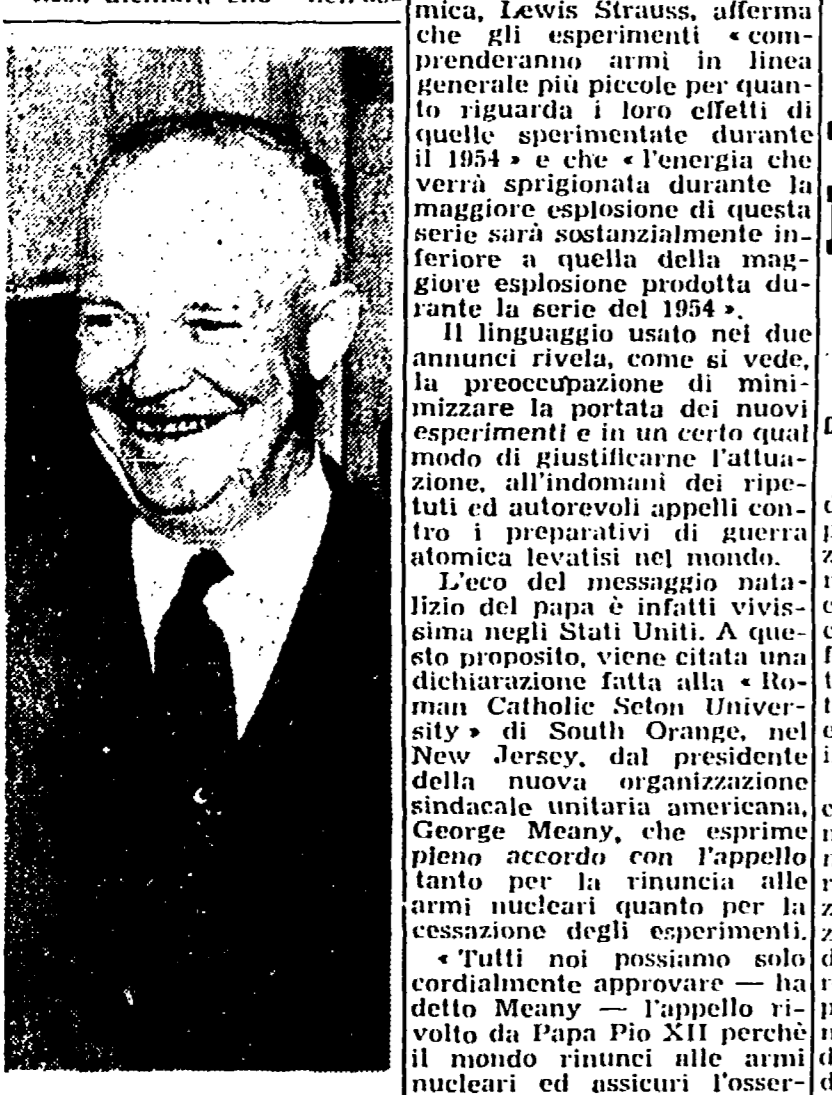 mica, Lewis Strauss, afferma
che gli esperimenti « com-
prenderanno armi in linea
generale più piccole per quan-
to riguarda i loro effetti di
quelle sperimentate durante
il 1954 » e che « l'energia che
verrà sprigionata durante la
maggiore esplosione di questa
serie sarà sostanzialmente in-
feriore a quella della mag-
giore esplosione prodotta du-
rante la serie del 1954 ».
Il linguaggio usato nei due
annunci rivela, come si vede,
la preoccupazione di mini-
mizzare la portata dei nuovi
esperimenti e in un certo qual
modo di giustificarne l'attua-
zione, all'indomani dei ripe-
tuti ed autorevoli appelli con-
tro i preparativi di guerra
atomica levatisi nel mondo.
L'eco del messaggio nata-
lizio del papa è infatti vivis-
sima negli Stati Uniti. A que-
sto proposito, viene citata una
dichiarazione fatta alla « Ro-
man Catholic Seton Univer-
sity » di South Orange, nel
New Jersey, dal presidente
della nuova organizzazione
sindacale unitaria americana,
George Meany, che esprime
pieno accordo con l'appello
tanto per la rinuncia alle
armi nucleari quanto per la
cessazione degli esperimenti.
« Tutti noi possiamo solo
cordialmente approvare — ha
detto Meany — l'appello ri-
volto da Papa Pio XII perchè
il mondo rinunci alle armi
nucleari ed assicuri l'osser-